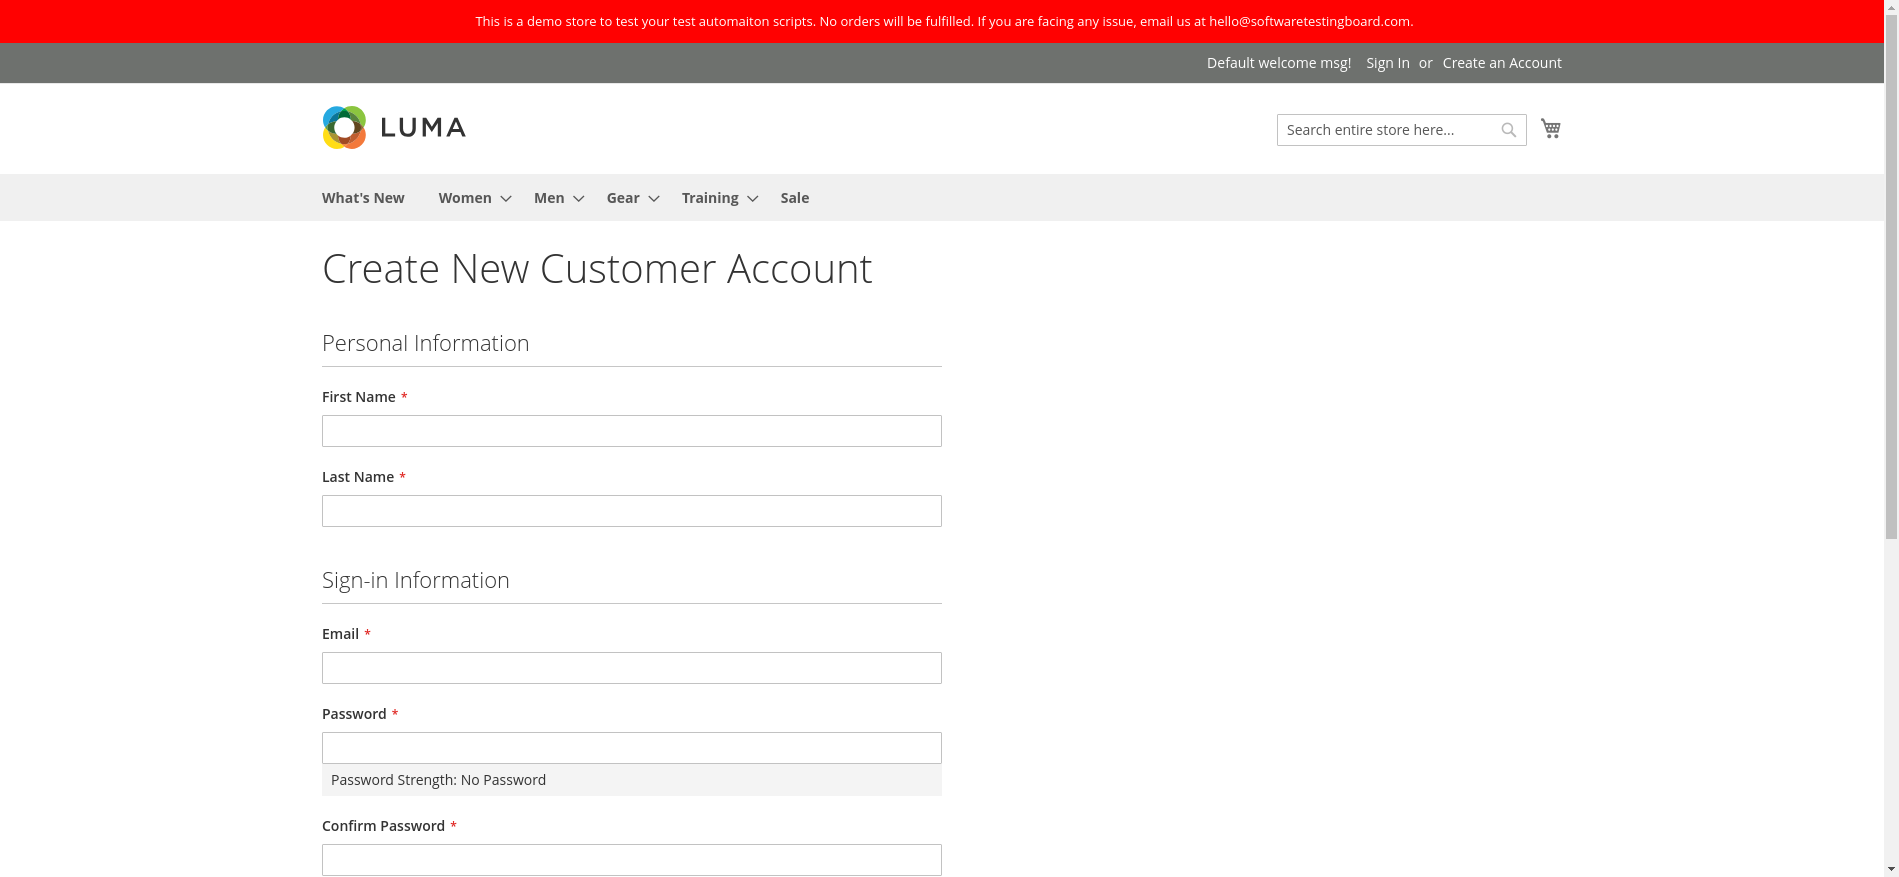 This is a demo store to test your test automaiton scripts. No orders will be fulfilled. If you are facing any issue, email us at hello@softwaretestingboard.com.
Default welcome msg! Sign In or Create an Account
LUMA
Search entire store here...
What's New Women Men Gear Training Sale
Create New Customer Account
Personal Information
First Name *
Last Name *
Sign-in Information
Email *
Password *
Password Strength: No Password
Confirm Password *